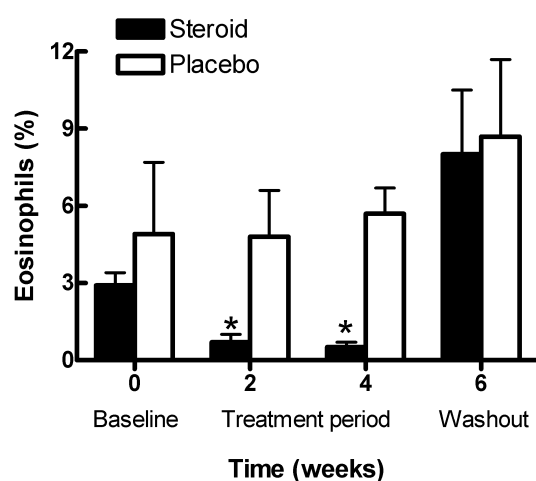 Steroid
Placebo
Eosinophils (%)
12
9
6
3
0
* *
0 2 4 6
Baseline Treatment period Washout
Time (weeks)